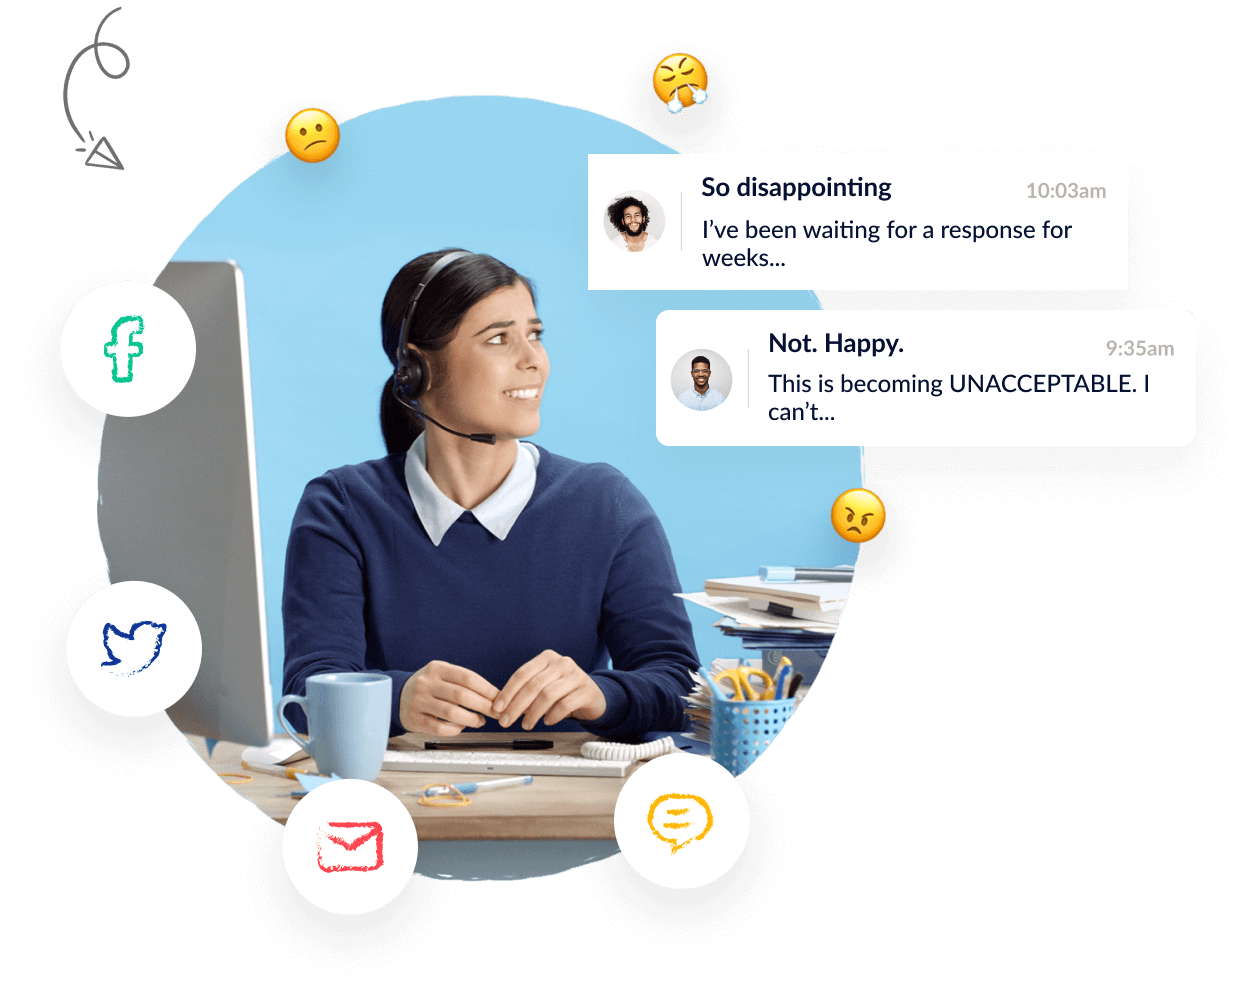 So disappointing
10:03am
I’ve been waiting for a response for
weeks...
Not. Happy.
9:35am
This is becoming UNACCEPTABLE. I
can’t...